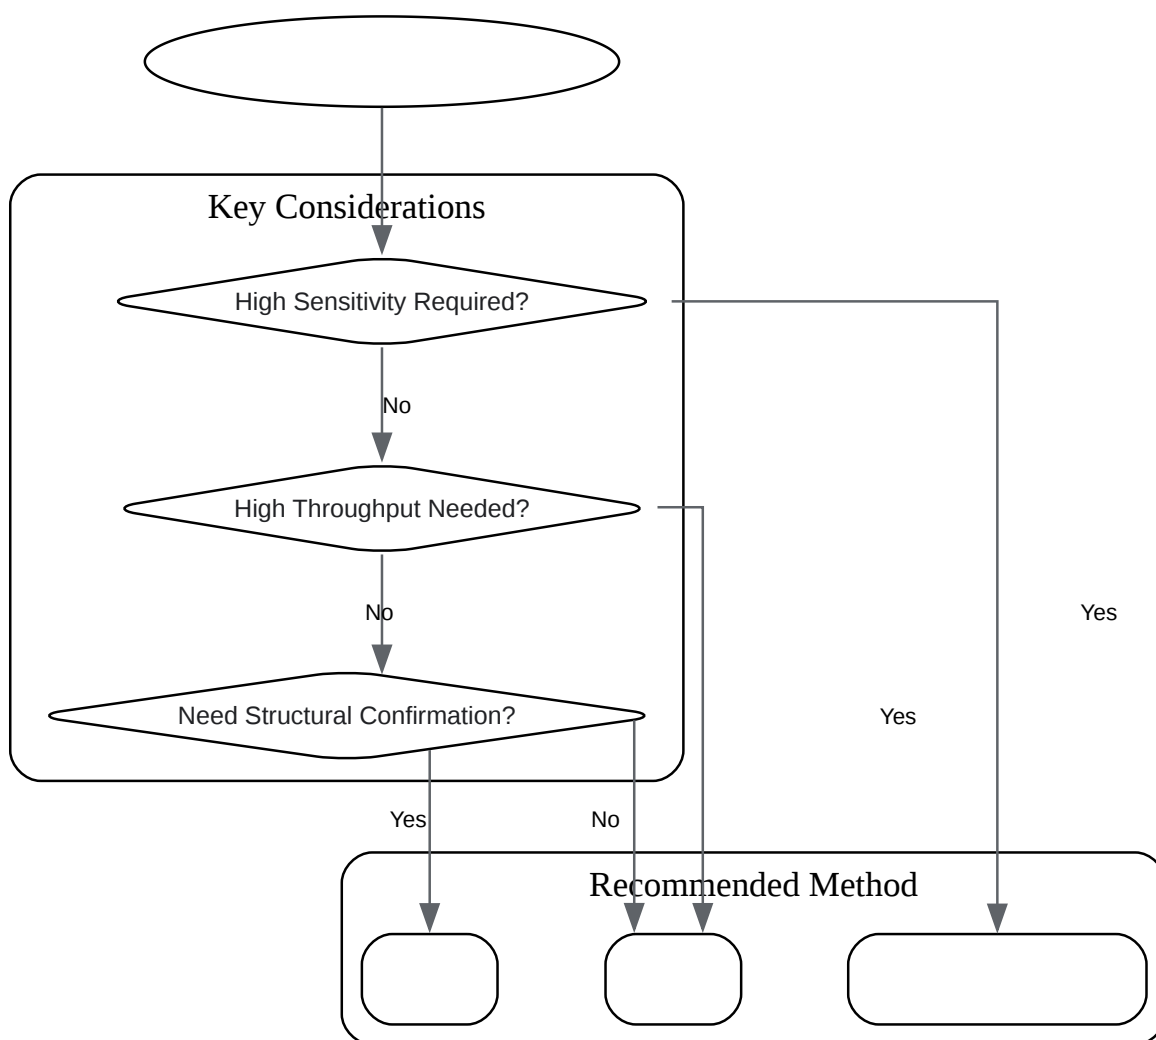 Key Considerations
High Sensitivity Required?
No
High Throughput Needed?
No
Yes
Need Structural Confirmation?
Yes
Yes
No
Recommended Method